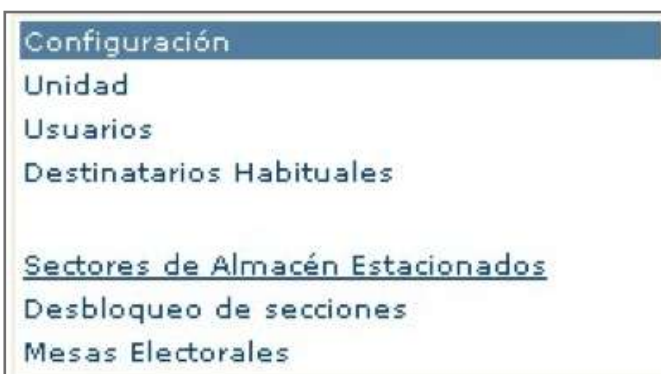 Configuración
Unidad
Usuarios
Destinatarios Habituales
Sectores de Almacén Estacionados
Desbloqueo de secciones
Mesas Electorales